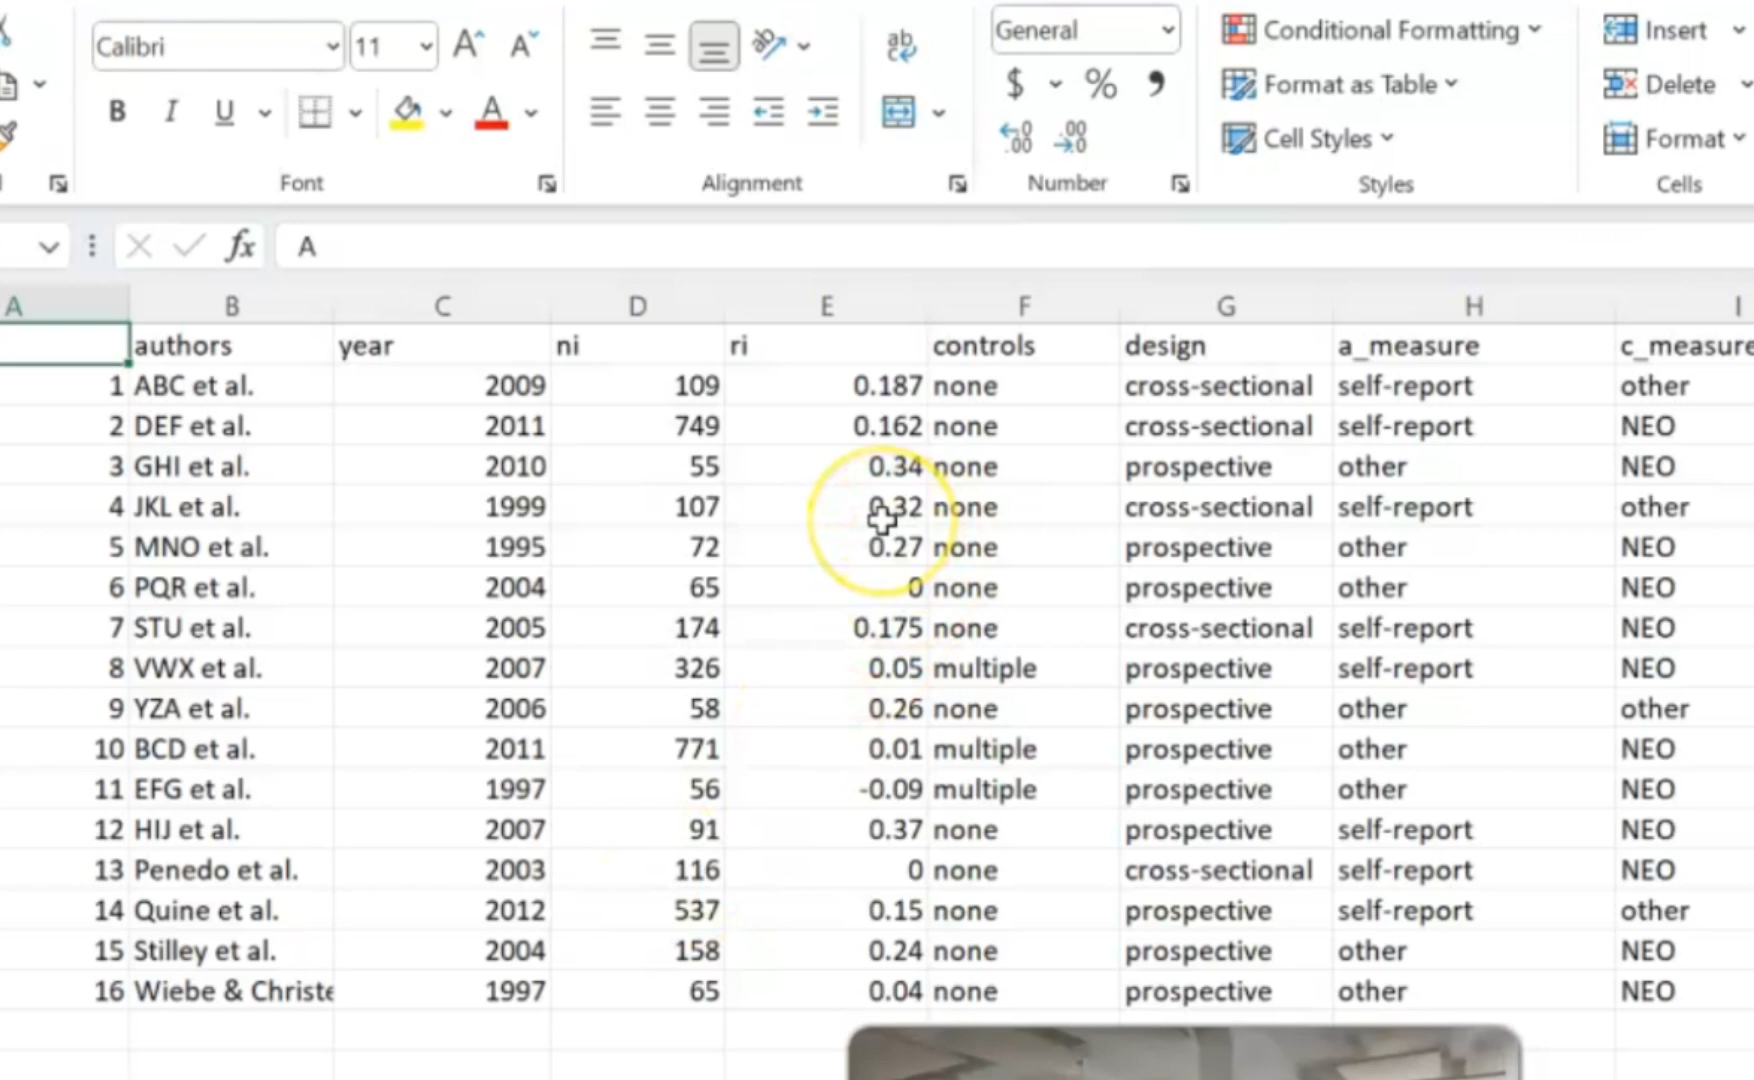 Calibri 11 A A ab General Conditional Formatting Insert
$ % , Format as Table Delete
B I U A Cell Styles Format
Font Alignment Number Styles Cells
fx A
A B C D E F G H I
authors year ni ri controls design a_measure c_measure
1 ABC et al. 2009 109 0.187 none cross-sectional self-report other
2 DEF et al. 2011 749 0.162 none cross-sectional self-report NEO
3 GHI et al. 2010 55 0.34 none prospective other NEO
4 JKL et al. 1999 107 0.32 none cross-sectional self-report other
5 MNO et al. 1995 72 0.27 none prospective other NEO
6 PQR et al. 2004 65 0 none prospective other NEO
7 STU et al. 2005 174 0.175 none cross-sectional self-report NEO
8 VWX et al. 2007 326 0.05 multiple prospective self-report NEO
9 YZA et al. 2006 58 0.26 none prospective other other
10 BCD et al. 2011 771 0.01 multiple prospective other NEO
11 EFG et al. 1997 56 -0.09 multiple prospective other NEO
12 HIJ et al. 2007 91 0.37 none prospective self-report NEO
13 Penedo et al. 2003 116 0 none cross-sectional self-report NEO
14 Quine et al. 2012 537 0.15 none prospective self-report other
15 Stilley et al. 2004 158 0.24 none prospective other NEO
16 Wiebe & Christe 1997 65 0.04 none prospective other NEO